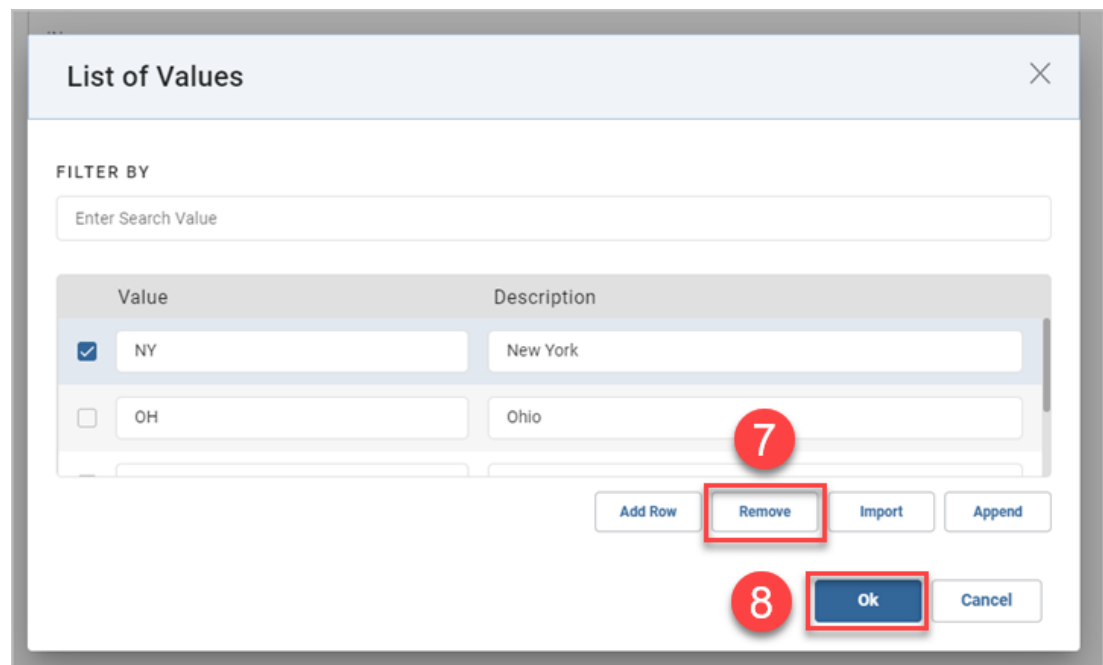 List of Values
FILTER BY
Enter Search Value
Value Description
NY New York
OH Ohio
7
Add Row Remove Import Append
8 Ok Cancel